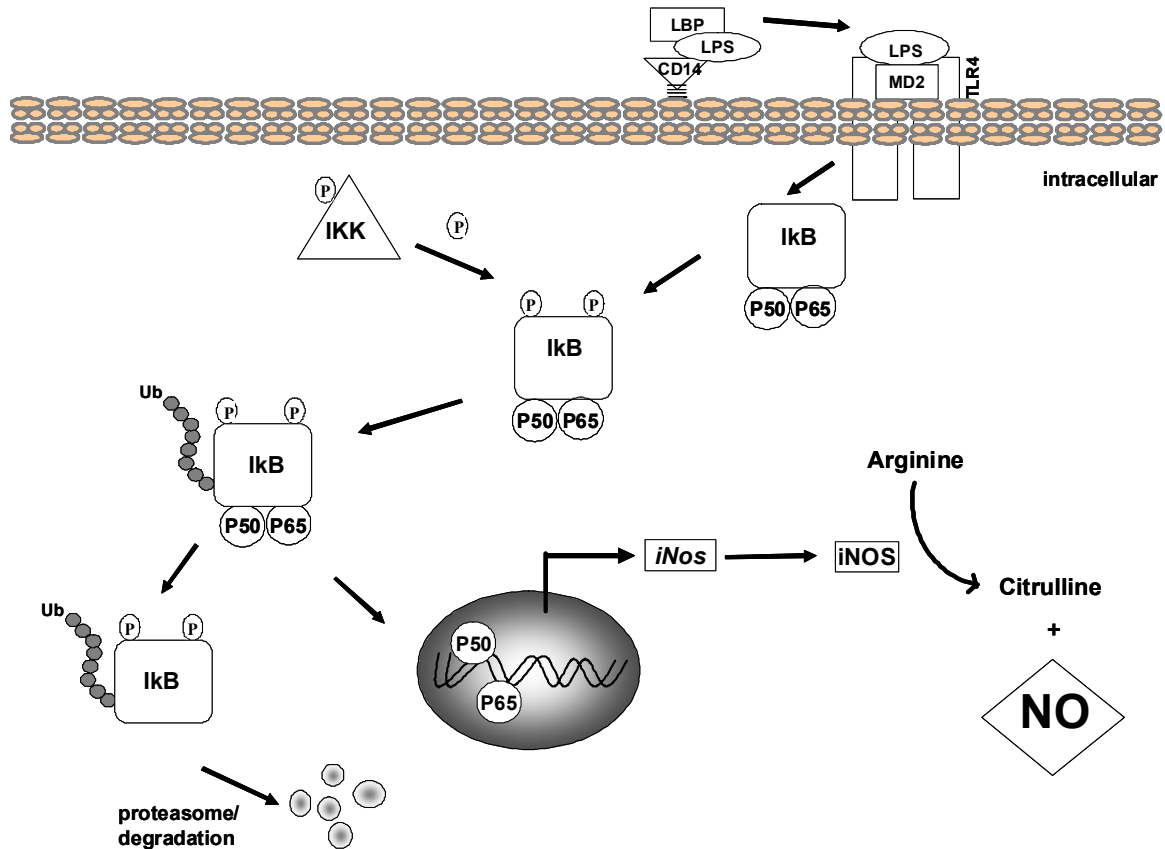 LBP
LPS
CD14
LPS
MD2
TLR4
intracellular
P
IKK
P
IkB
P50 P65
P P
IkB
P50 P65
Ub
P P
IkB
P50 P65
Arginine
iNos
iNOS
Citrulline
+
NO
Ub
P P
IkB
P50
P65
proteasome/
degradation